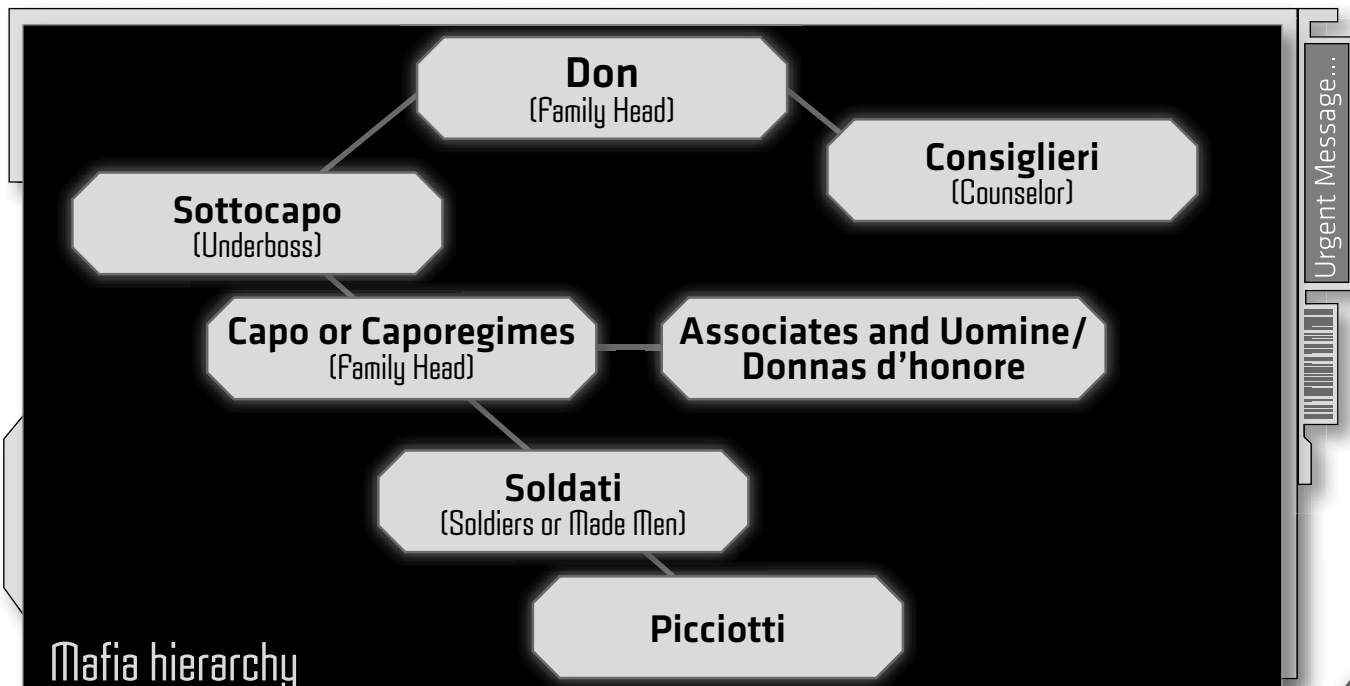 Don
(Family Head)
Consiglieri
(Counselor)
Sottocapo
(Underboss)
Capo or Caporegimes
(Family Head)
Associates and Uomine/
Donnas d’honore
Soldati
(Soldiers or Made Men)
Picciotti
Mafia hierarchy
Urgent Message...